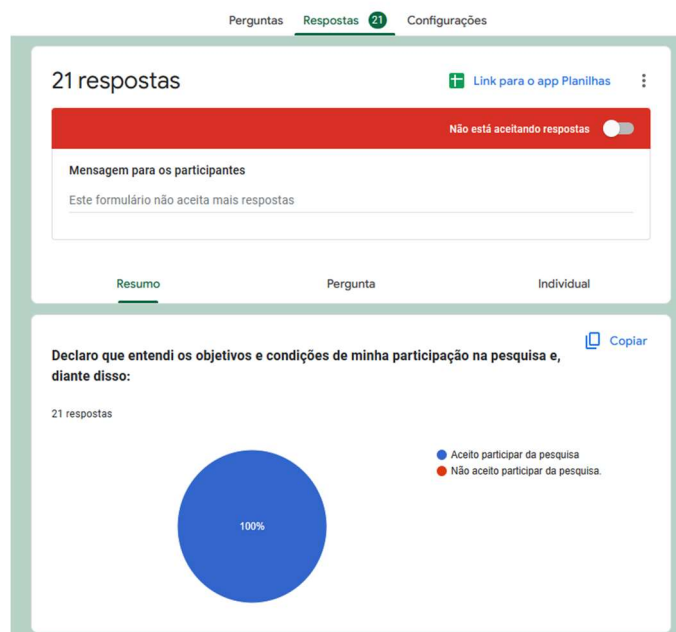 Perguntas Respostas 21 Configurações
21 respostas
Link para o app Planilhas
Não está aceitando respostas
Mensagem para os participantes
Este formulário não aceita mais respostas
Resumo Pergunta Individual
Copiar
Declaro que entendi os objetivos e condições de minha participação na pesquisa e,
diante disso:
21 respostas
Aceito participar da pesquisa
Não aceito participar da pesquisa.
100%